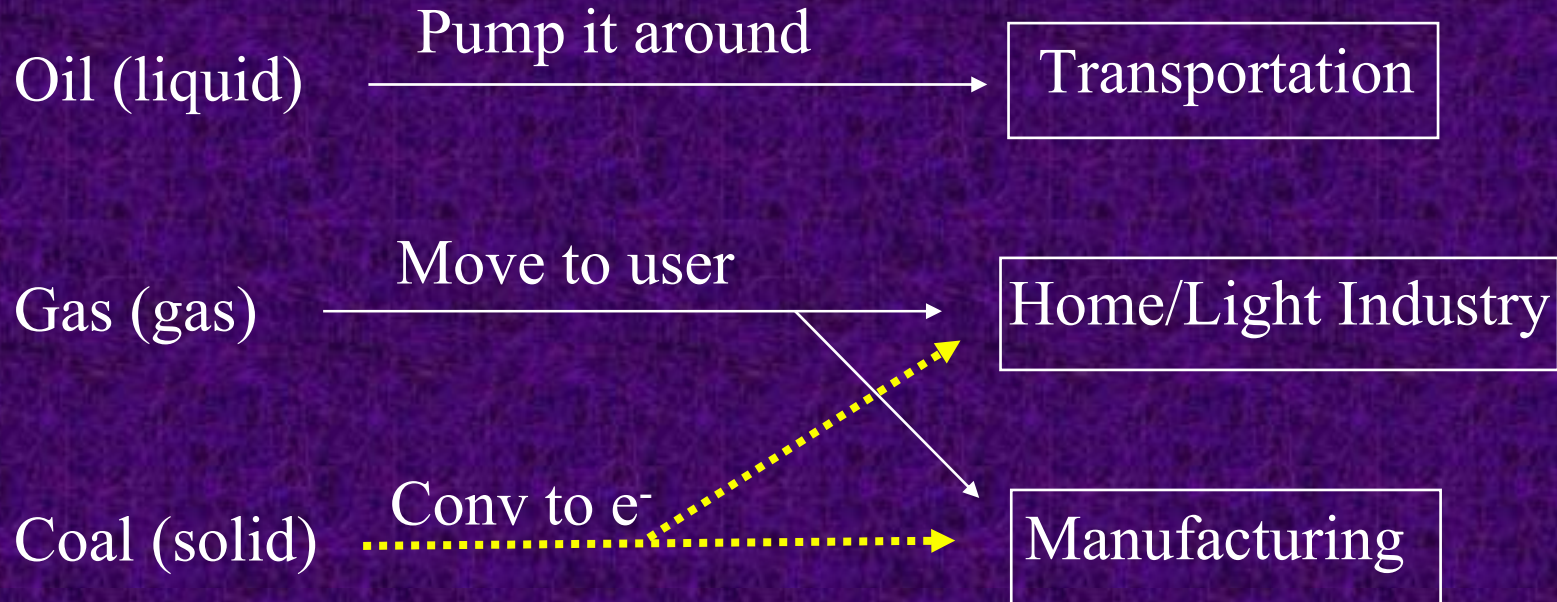 Oil (liquid)
Pump it around
Transportation
Gas (gas)
Move to user
Home/Light Industry
Coal (solid)
Conv to e-
Manufacturing